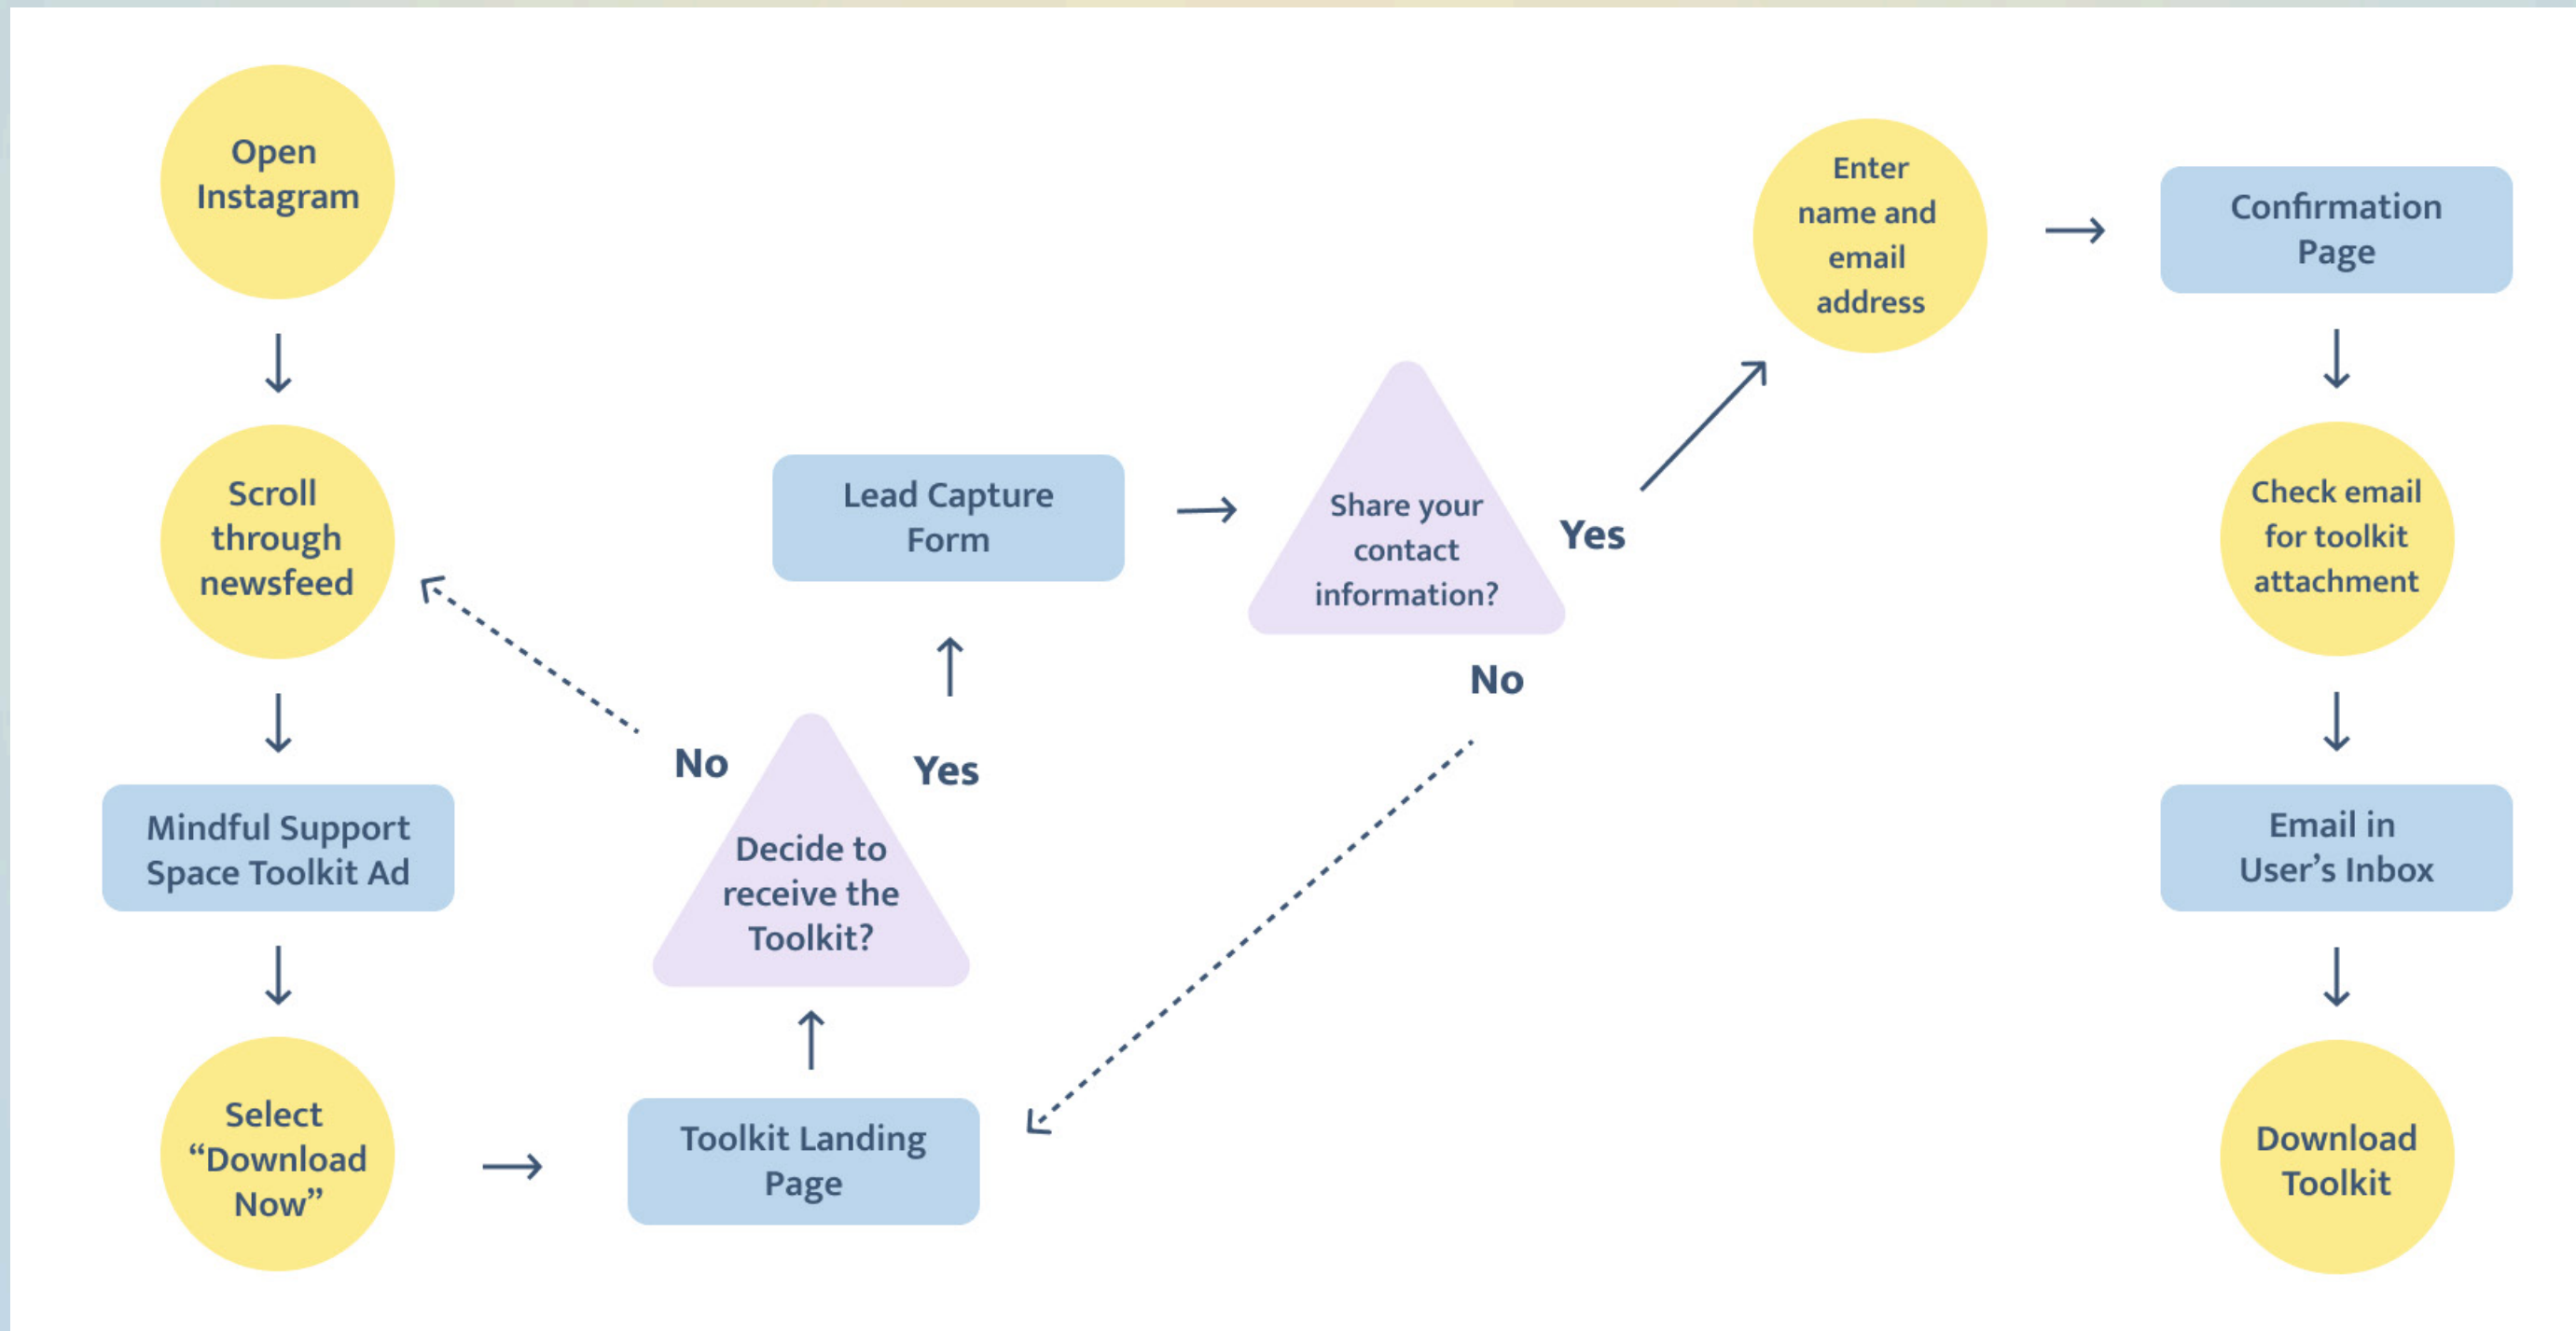 Open
Instagram
Scroll
through
newsfeed
Mindful Support
Space Toolkit Ad
Select
“Download
Now”
Toolkit Landing
Page
Decide to
receive the
Toolkit?
No
Yes
Lead Capture
Form
Share your
contact
information?
Yes
No
Enter
name and
email
address
Confirmation
Page
Check email
for toolkit
attachment
Email in
User’s Inbox
Download
Toolkit